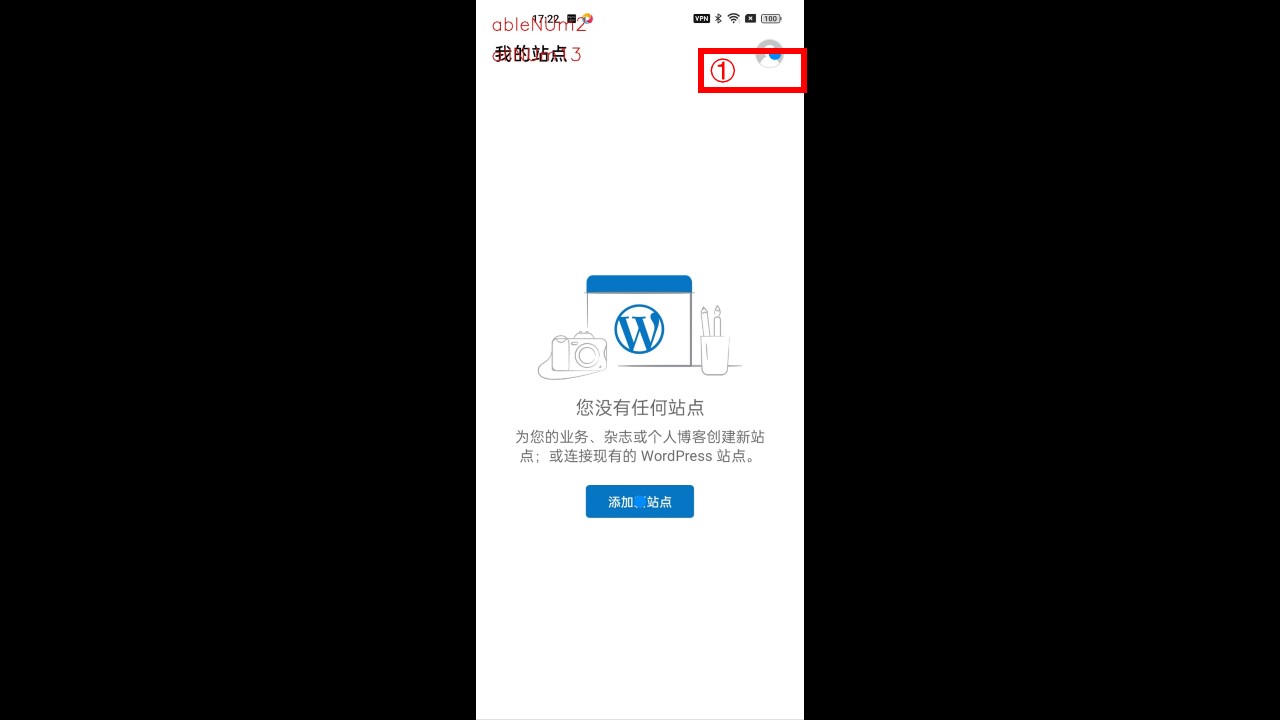 ableNUm2
17:22 VPN 100
我的站点
①
您没有任何站点
为您的业务、杂志或个人博客创建新站
点；或连接现有的 WordPress 站点。
添加 站点